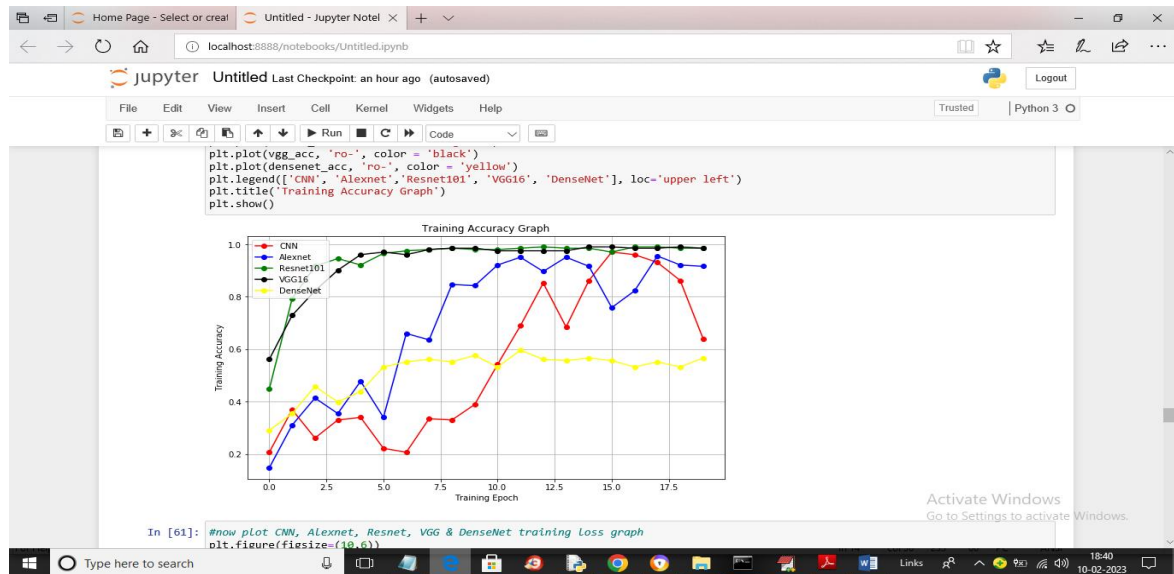 Home Page - Select or creat
Untitled - Jupyter Notel
localhost:8888/notebooks/Untitled.ipynb
jupyter Untitled Last Checkpoint: an hour ago (autosaved)
Logout
File Edit View Insert Cell Kernel Widgets Help
Trusted
Python 3
Run
Code
plt.plot(vgg_acc, 'ro-', color = 'black')
plt.plot(densenet_acc, 'ro-', color = 'yellow')
plt.legend(['CNN', 'Alexnet','Resnet101', 'VGG16', 'DenseNet'], loc='upper left')
plt.title('Training Accuracy Graph')
plt.show()
Training Accuracy Graph
CNN
Alexnet
Resnet101
VGG16
DenseNet
1.0
0.8
0.6
0.4
0.2
Training Accuracy
0.0 2.5 5.0 7.5 10.0 12.5 15.0 17.5
Training Epoch
Activate Windows
Go to Settings to activate Windows.
In [61]: #now plot CNN, Alexnet, Resnet, VGG & DenseNet training loss graph
plt.figure(figsize=(10,6))
Type here to search
Links
18:40
10-02-2023